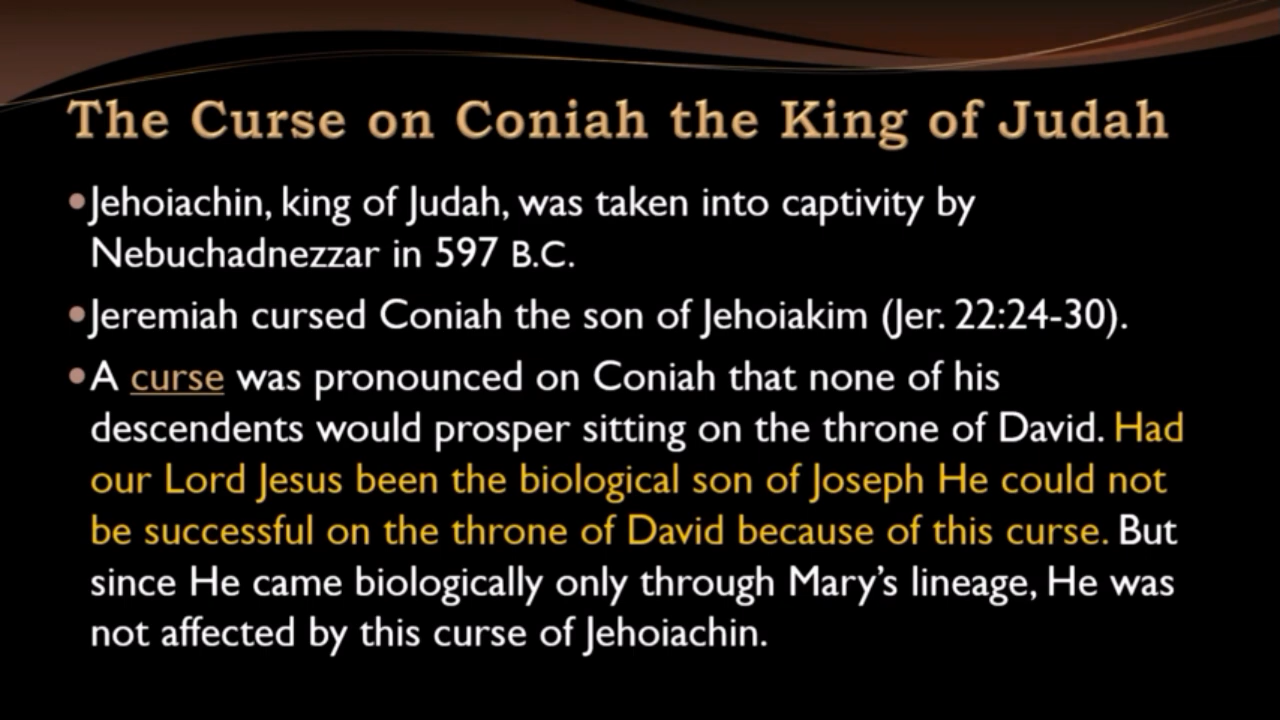 The Curse on Coniah the King of Judah
•Jehoiachin, king of Judah, was taken into captivity by
Nebuchadnezzar in 597 B.C.
•Jeremiah cursed Coniah the son of Jehoiakim (Jer. 22:24-30).
•A curse was pronounced on Coniah that none of his
descendents would prosper sitting on the throne of David. Had
our Lord Jesus been the biological son of Joseph He could not
be successful on the throne of David because of this curse. But
since He came biologically only through Mary’s lineage, He was
not affected by this curse of Jehoiachin.